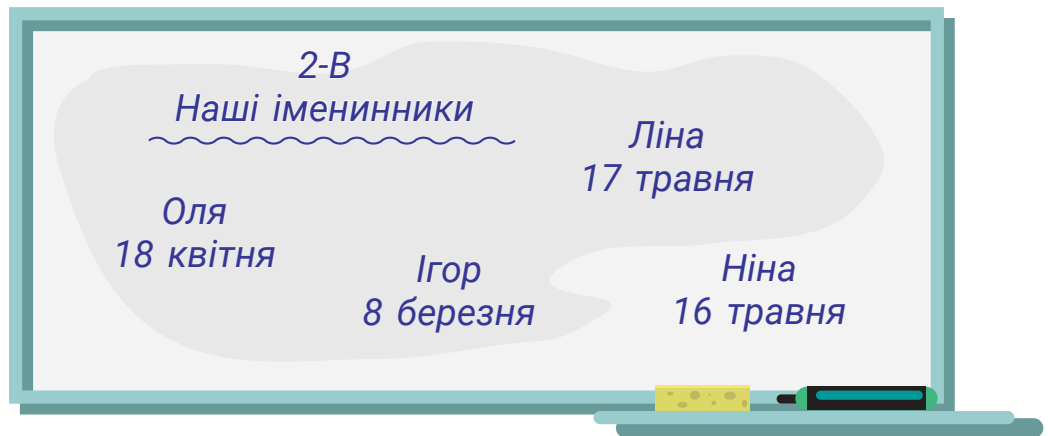 2-В
Наші іменинники
Ліна
17 травня
Оля
18 квітня
Ігор
8 березня
Ніна
16 травня